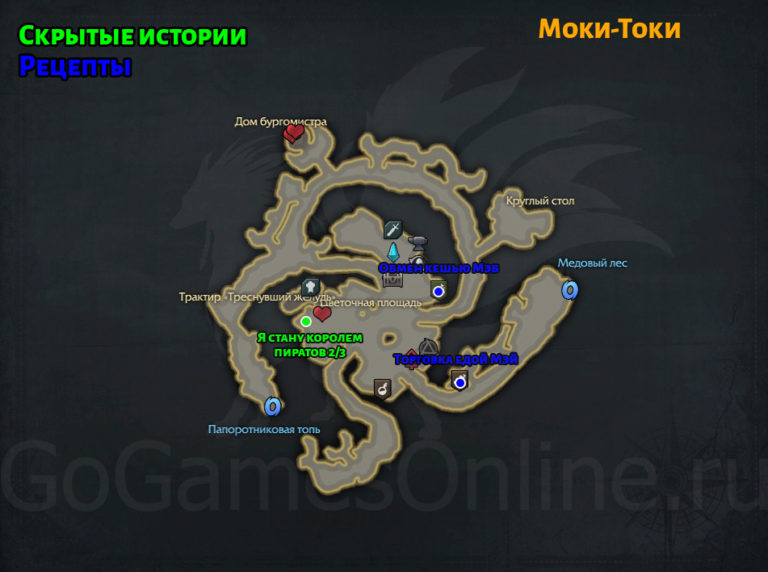 Скрытые истории
Рецепты
Моки-Токи
Дом бургомистра
Круглый стол
Медовый лес
Обмен кешью Мэб
Трактир "Треснувший желудь"
Цветочная площадь
Я стану королем
пиратов 2/3
Торговка едой Мэй
Папоротниковая топь
GoGamesOnline.ru